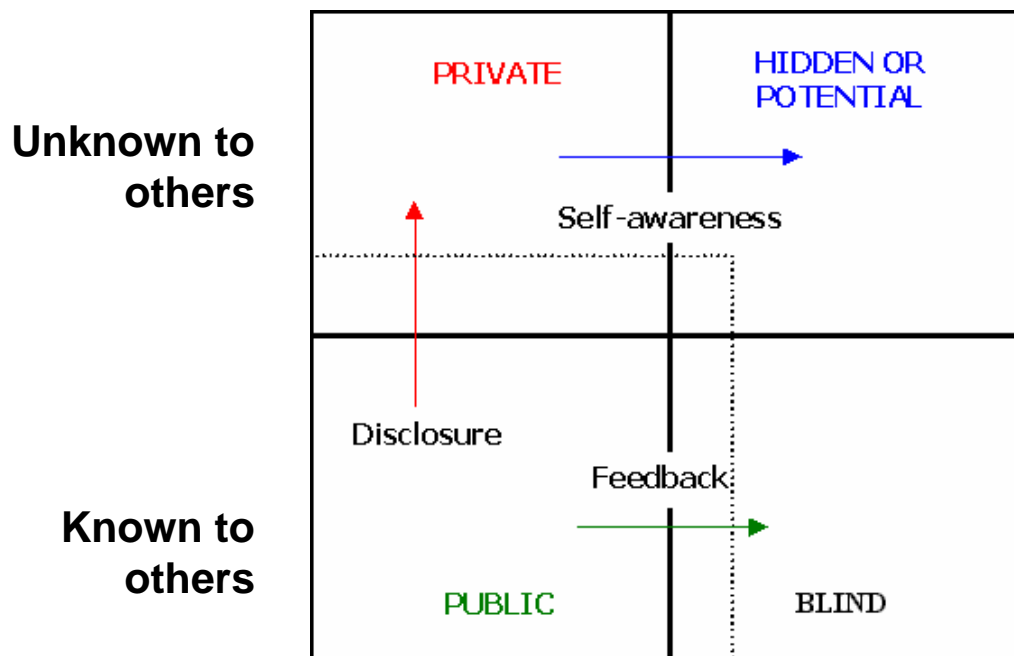 PRIVATE
HIDDEN OR
POTENTIAL
Unknown to
others
Self-awareness
Disclosure
Feedback
Known to
others
PUBLIC
BLIND